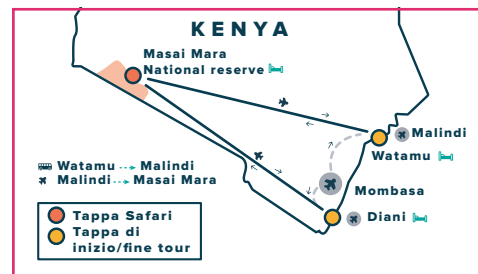 KENYA
Masai Mara
National reserve
Malindi
Watamu
Watamu ---> Malindi
Malindi ---> Masai Mara
Mombasa
Diani
Tappa Safari
Tappa di
inizio/fine tour